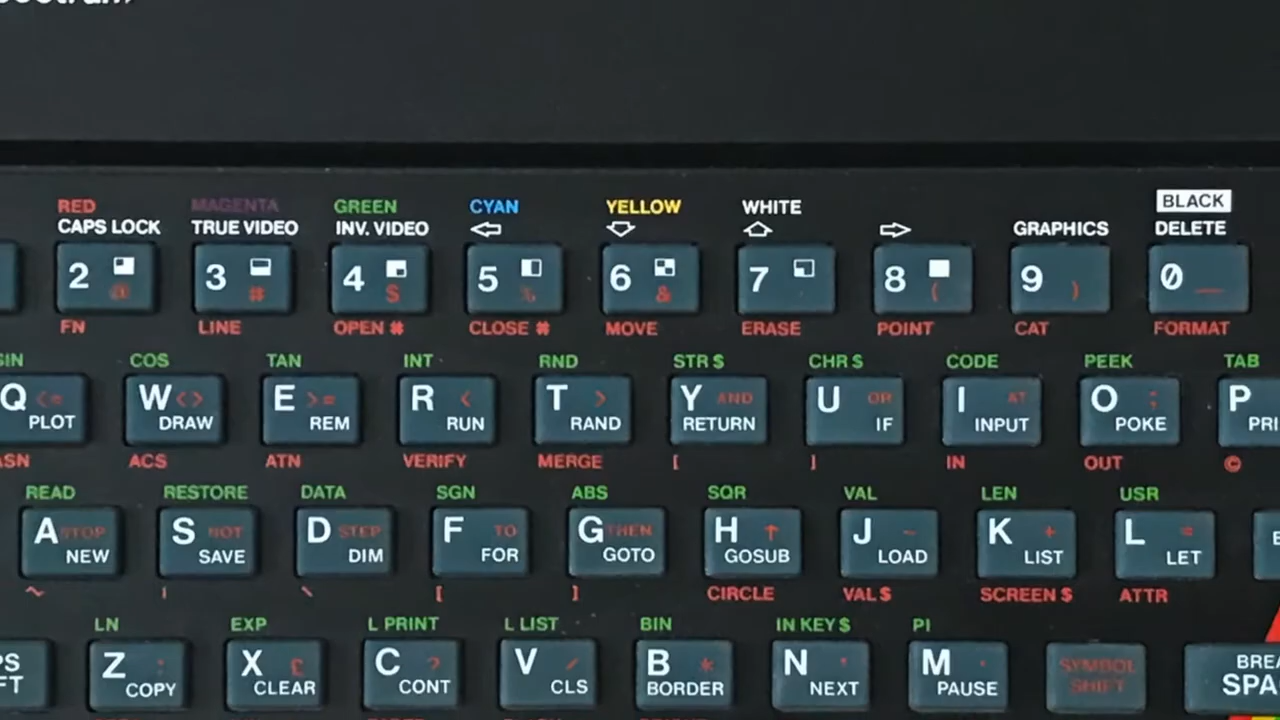 RED MAGENTA GREEN CYAN YELLOW WHITE BLACK
CAPS LOCK TRUE VIDEO INV. VIDEO GRAPHICS DELETE
2 @ 3 # 4 $ 5 % 6 & 7 8 ( 9 ) 0 _
FN LINE OPEN # CLOSE # MOVE ERASE POINT CAT FORMAT
COS TAN INT RND STR $ CHR $ CODE PEEK TAB
Q <= W <> E >= R < T > Y AND U OR I AT O ; P
PLOT DRAW REM RUN RAND RETURN IF INPUT POKE PRI
ACS ATN VERIFY MERGE [ ] IN OUT ©
READ RESTORE DATA SGN ABS SQR VAL LEN USR
A STOP S NOT D STEP F TO G THEN H ↑ J - K + L =
NEW SAVE DIM FOR GOTO GOSUB LOAD LIST LET
~ | \ [ ] CIRCLE VAL $ SCREEN $ ATTR
LN EXP L PRINT L LIST BIN IN KEY $ PI
Z : X £ C ? V / B * N , M . SYMBOL SHIFT BREA
COPY CLEAR CONT CLS BORDER NEXT PAUSE SPA